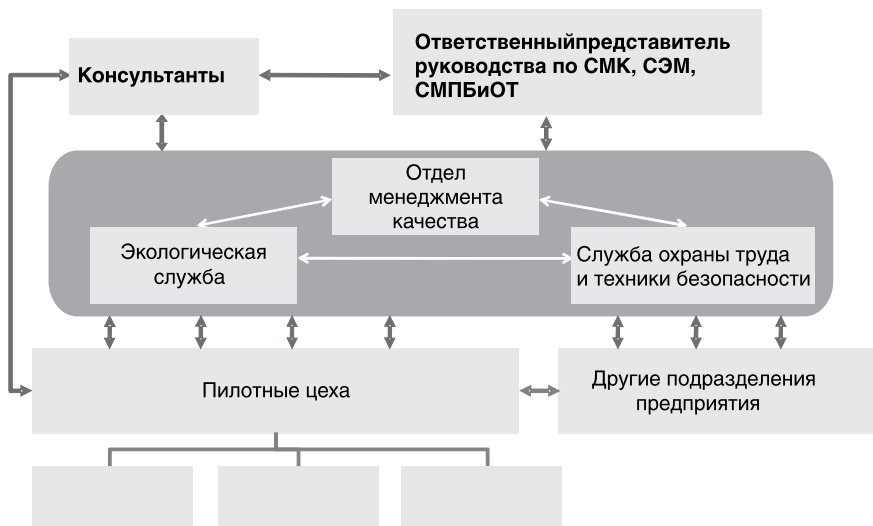 Консультанты
Ответственныйпредставитель
руководства по СМК, СЭМ,
СМПБиОТ
Отдел
менеджмента
качества
Экологическая
служба
Служба охраны труда
и техники безопасности
Пилотные цеха
Другие подразделения
предприятия